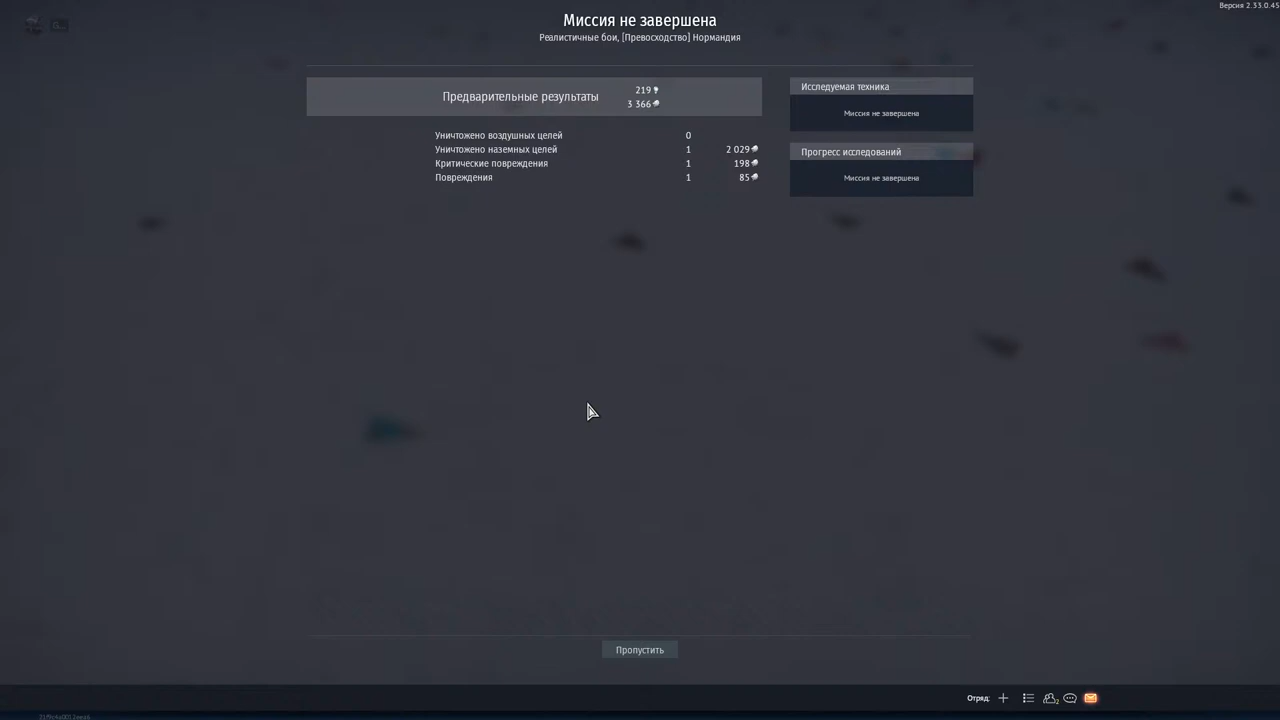 Версия 2.33.0.45
Миссия не завершена
Реалистичные бои, [Превосходство] Нормандия
Предварительные результаты
219
3 366
Уничтожено воздушных целей 0
Уничтожено наземных целей 1 2 029
Критические повреждения 1 198
Повреждения 1 85
Исследуемая техника
Миссия не завершена
Прогресс исследований
Миссия не завершена
Пропустить
Отряд:
2